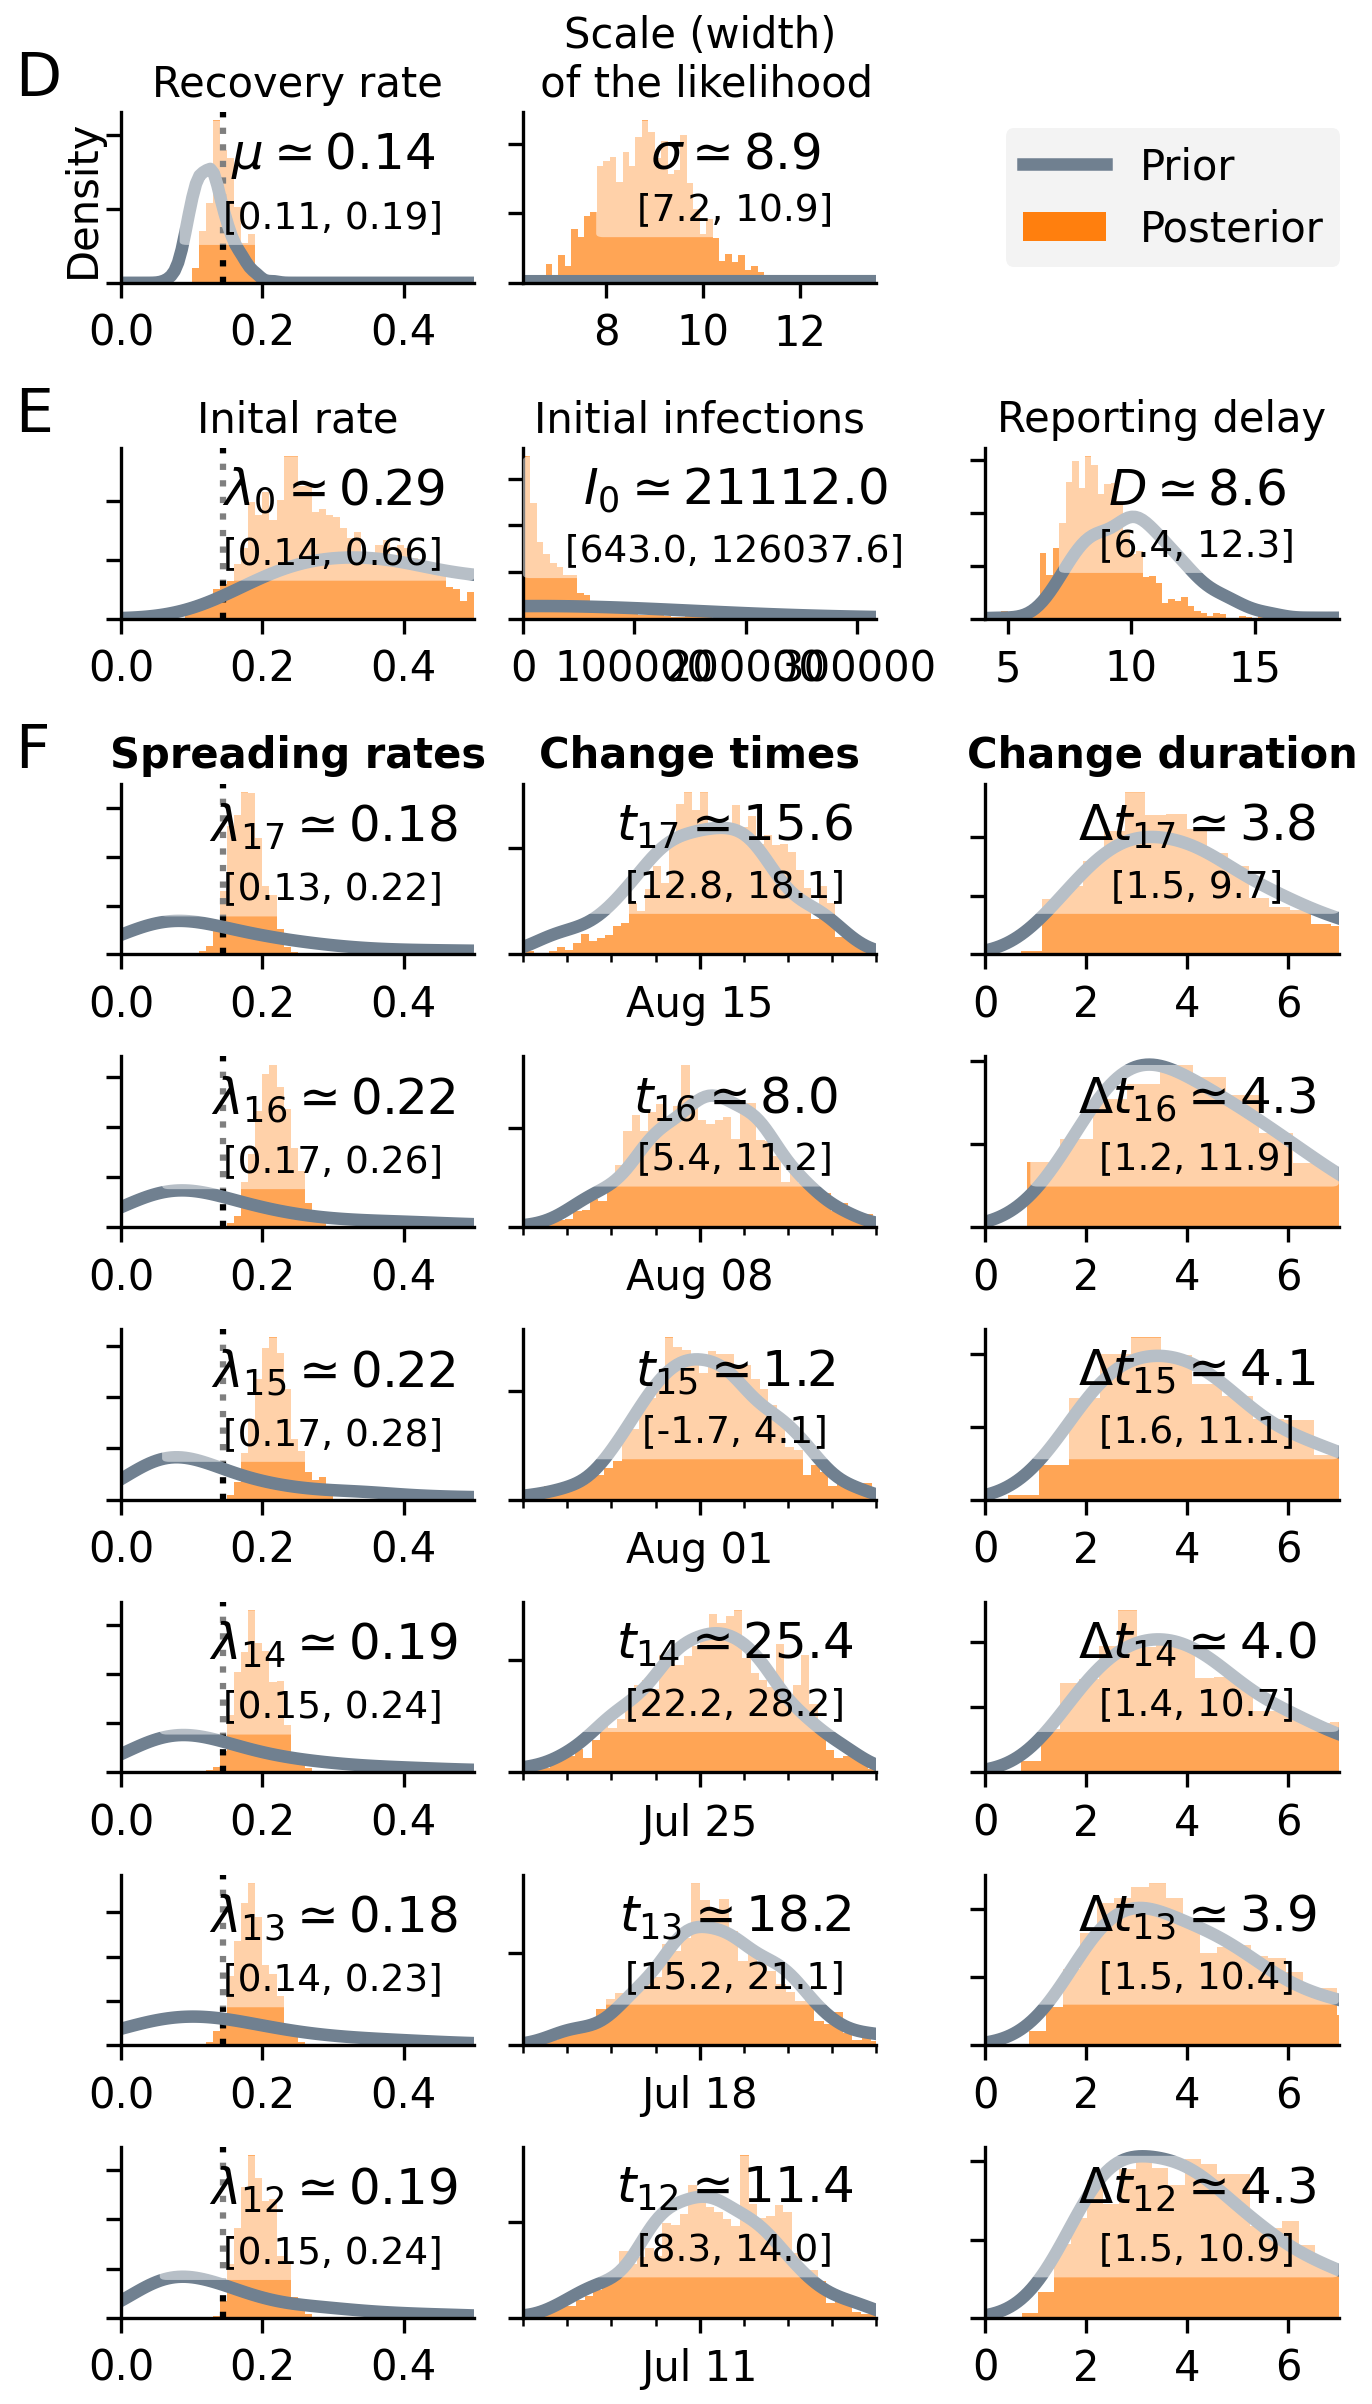 D
Recovery rate
Scale (width)
of the likelihood
Density
μ ≃ 0.14
[0.11, 0.19]
σ ≃ 8.9
[7.2, 10.9]
Prior
Posterior
0.0 0.2 0.4
8 10 12
E
Inital rate
Initial infections
Reporting delay
λ0 ≃ 0.29
[0.14, 0.66]
I0 ≃ 21112.0
[643.0, 126037.6]
D ≃ 8.6
[6.4, 12.3]
0.0 0.2 0.4
0 100000 200000 300000
5 10 15
F
Spreading rates
Change times
Change duration
λ17 ≃ 0.18
[0.13, 0.22]
t17 ≃ 15.6
[12.8, 18.1]
Δt17 ≃ 3.8
[1.5, 9.7]
0.0 0.2 0.4
Aug 15
0 2 4 6
λ16 ≃ 0.22
[0.17, 0.26]
t16 ≃ 8.0
[5.4, 11.2]
Δt16 ≃ 4.3
[1.2, 11.9]
0.0 0.2 0.4
Aug 08
0 2 4 6
λ15 ≃ 0.22
[0.17, 0.28]
t15 ≃ 1.2
[-1.7, 4.1]
Δt15 ≃ 4.1
[1.6, 11.1]
0.0 0.2 0.4
Aug 01
0 2 4 6
λ14 ≃ 0.19
[0.15, 0.24]
t14 ≃ 25.4
[22.2, 28.2]
Δt14 ≃ 4.0
[1.4, 10.7]
0.0 0.2 0.4
Jul 25
0 2 4 6
λ13 ≃ 0.18
[0.14, 0.23]
t13 ≃ 18.2
[15.2, 21.1]
Δt13 ≃ 3.9
[1.5, 10.4]
0.0 0.2 0.4
Jul 18
0 2 4 6
λ12 ≃ 0.19
[0.15, 0.24]
t12 ≃ 11.4
[8.3, 14.0]
Δt12 ≃ 4.3
[1.5, 10.9]
0.0 0.2 0.4
Jul 11
0 2 4 6